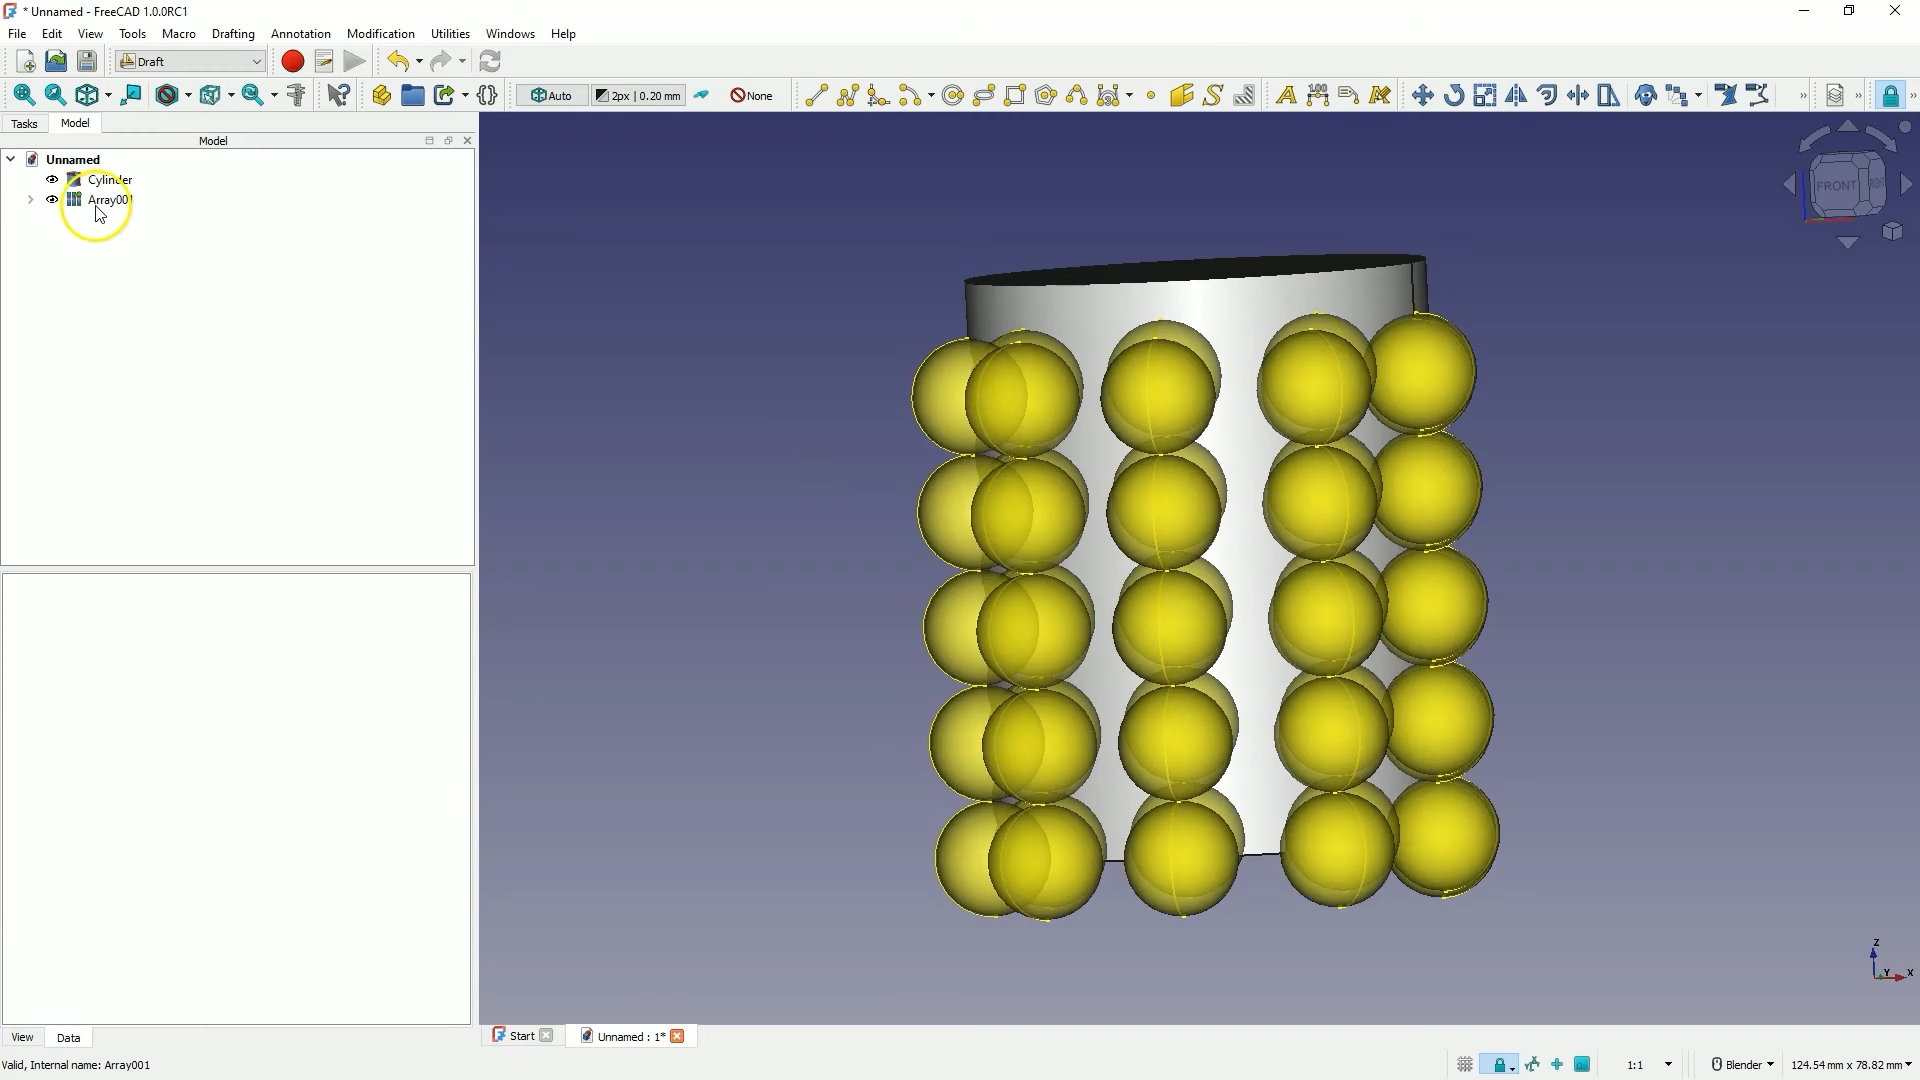 * Unnamed - FreeCAD 1.0.0RC1
File Edit View Tools Macro Drafting Annotation Modification Utilities Windows Help
Draft
Auto 2px | 0.20 mm None
Tasks Model
Model
Unnamed
Cylinder
Array001
FRONT
Z
Y X
View Data
Start Unnamed : 1*
Valid, Internal name: Array001
1:1 Blender 124.54 mm x 78.82 mm